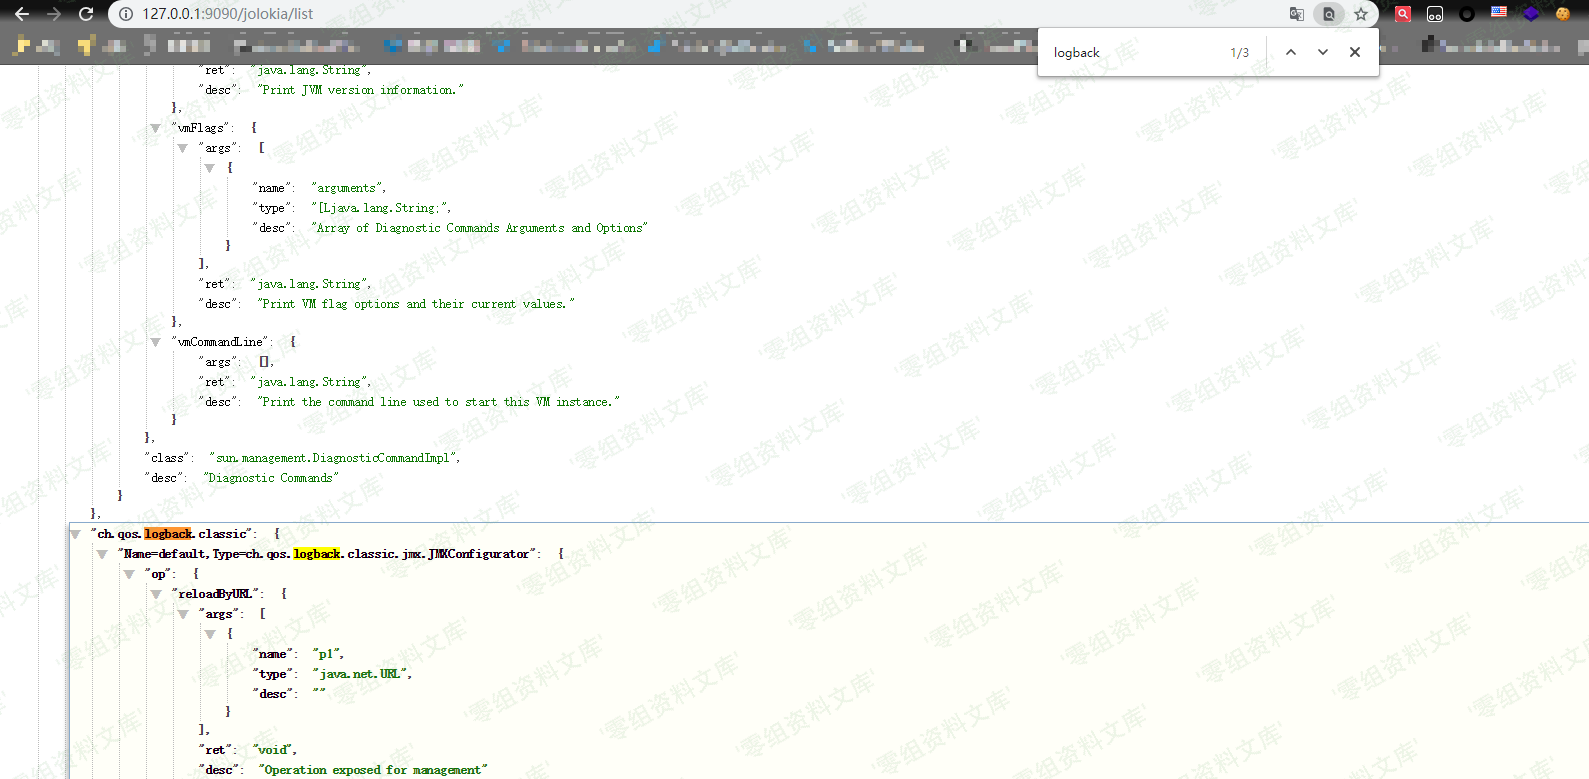 127.0.0.1:9090/jolokia/list
logback
1/3
"ret": "java.lang.String",
"desc": "Print JVM version information."
},
"vmFlags": {
"args": [
{
"name": "arguments",
"type": "[Ljava.lang.String;",
"desc": "Array of Diagnostic Commands Arguments and Options"
}
],
"ret": "java.lang.String",
"desc": "Print VM flag options and their current values."
},
"vmCommandLine": {
"args": [],
"ret": "java.lang.String",
"desc": "Print the command line used to start this VM instance."
}
},
"class": "sun.management.DiagnosticCommandImpl",
"desc": "Diagnostic Commands"
}
},
"ch.qos.logback.classic": {
"Name=default,Type=ch.qos.logback.classic.jmx.JMXConfigurator": {
"op": {
"reloadByURL": {
"args": [
{
"name": "p1",
"type": "java.net.URL",
"desc": ""
}
],
"ret": "void",
"desc": "Operation exposed for management"
'零组资料文库'